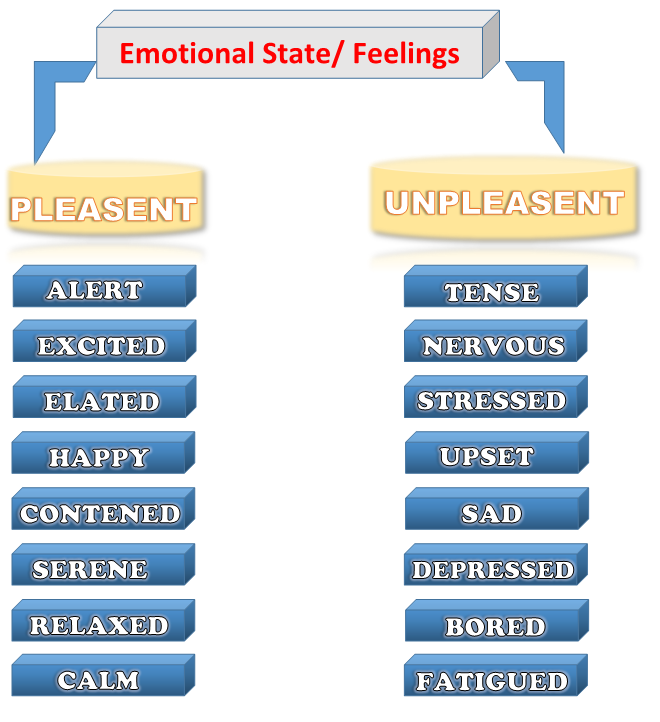 Emotional State/ Feelings
PLEASENT
ALERT
EXCITED
ELATED
HAPPY
CONTENED
SERENE
RELAXED
CALM
UNPLEASENT
TENSE
NERVOUS
STRESSED
UPSET
SAD
DEPRESSED
BORED
FATIGUED